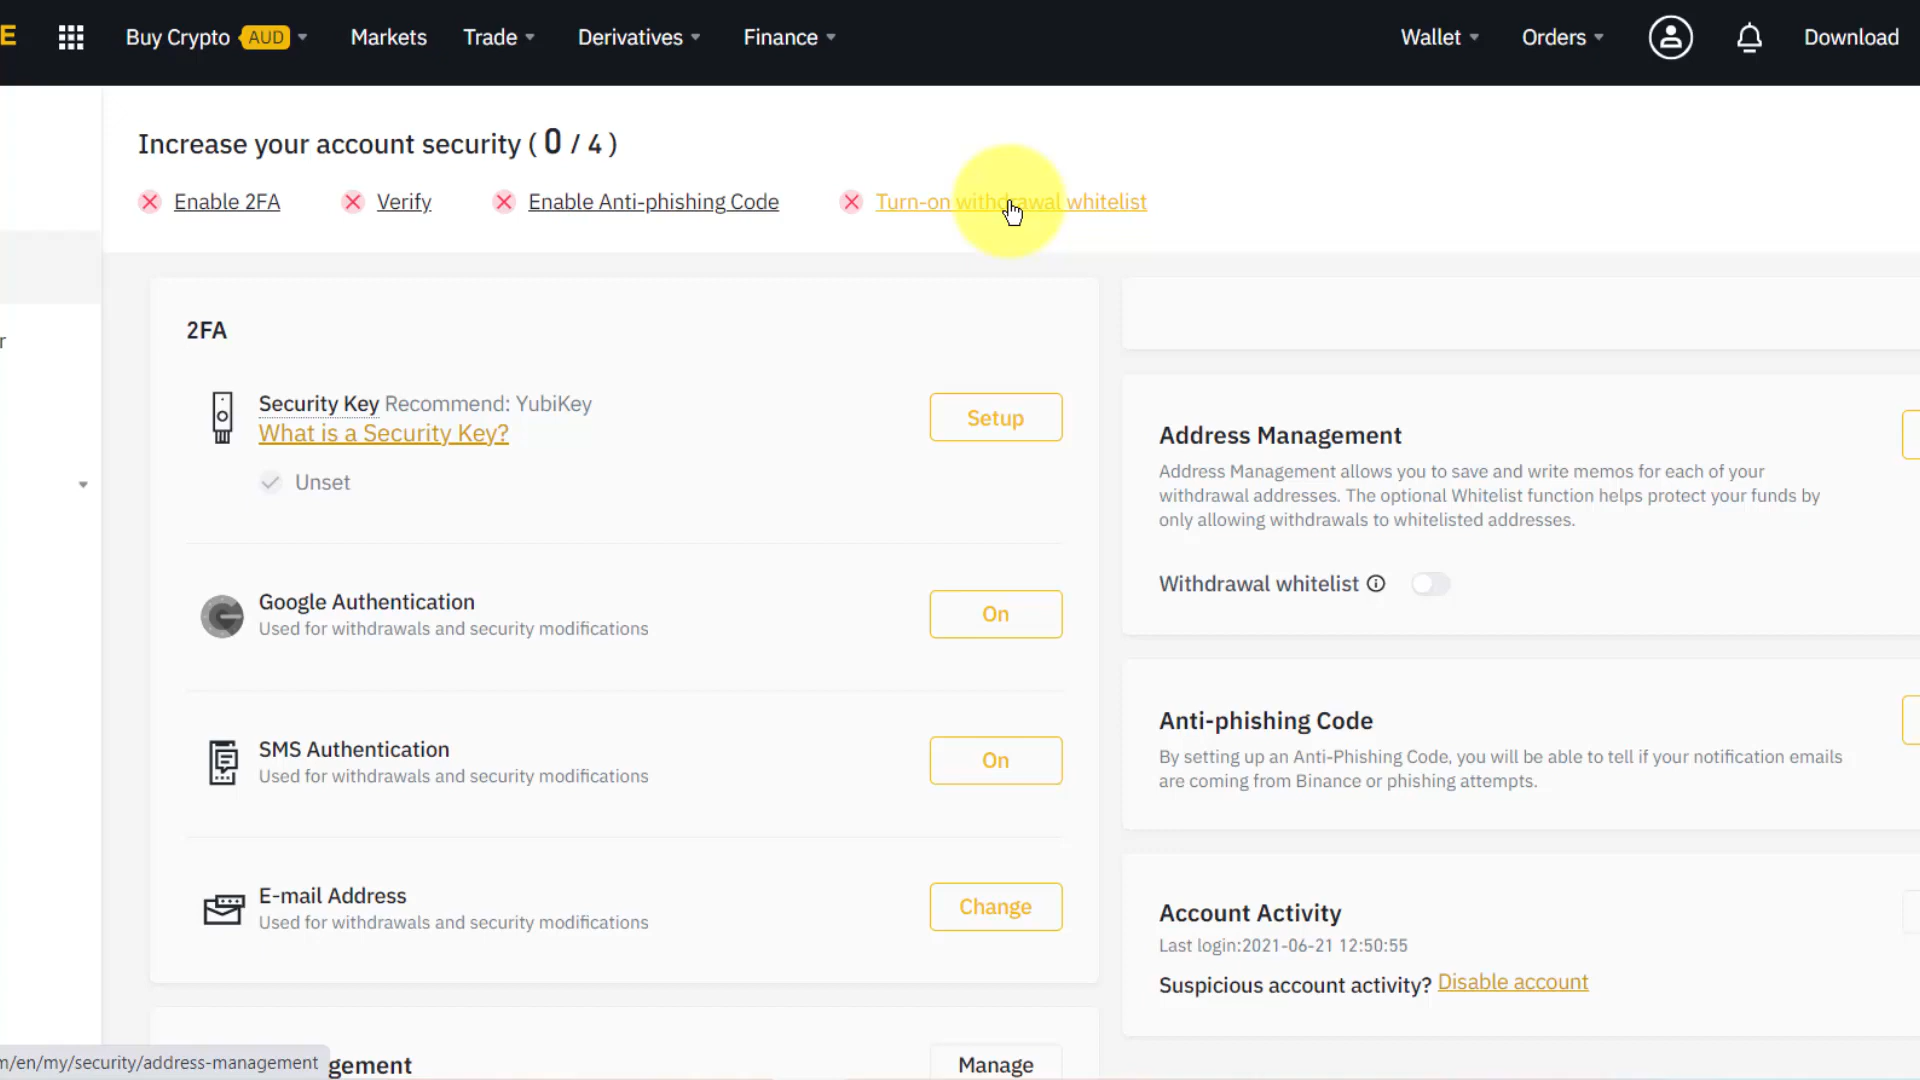 E
Buy Crypto AUD Markets Trade Derivatives Finance Wallet Orders Download
Increase your account security ( 0 / 4 )
Enable 2FA Verify Enable Anti-phishing Code Turn-on withdrawal whitelist
r
2FA
Security Key Recommend: YubiKey
What is a Security Key?
Unset
Setup
Google Authentication
Used for withdrawals and security modifications
On
SMS Authentication
Used for withdrawals and security modifications
On
E-mail Address
Used for withdrawals and security modifications
Change
gement
Manage
Address Management
Address Management allows you to save and write memos for each of your
withdrawal addresses. The optional Whitelist function helps protect your funds by
only allowing withdrawals to whitelisted addresses.
Withdrawal whitelist
Anti-phishing Code
By setting up an Anti-Phishing Code, you will be able to tell if your notification emails
are coming from Binance or phishing attempts.
Account Activity
Last login:2021-06-21 12:50:55
Suspicious account activity? Disable account
m/en/my/security/address-management